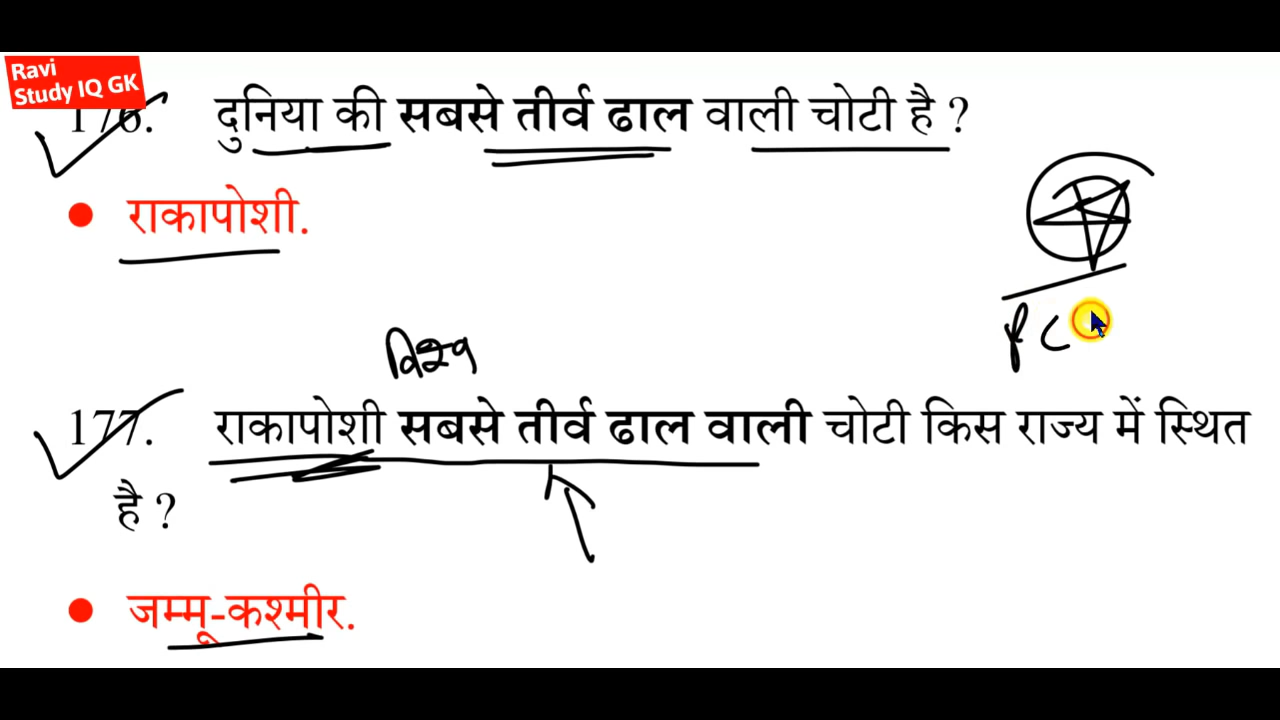 Ravi
Study IQ GK
176. दुनिया की सबसे तीर्व ढाल वाली चोटी है ?
राकापोशी.
177. राकापोशी सबसे तीर्व ढाल वाली चोटी किस राज्य में स्थित
है ?
जम्मू-कश्मीर.